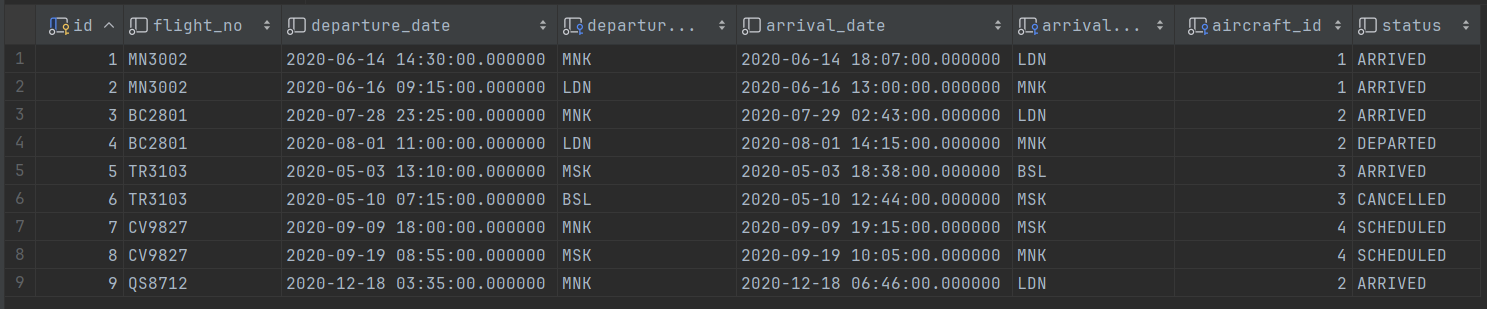 id flight_no departure_date departur... arrival_date arrival... aircraft_id status
1 1 MN3002 2020-06-14 14:30:00.000000 MNK 2020-06-14 18:07:00.000000 LDN 1 ARRIVED
2 2 MN3002 2020-06-16 09:15:00.000000 LDN 2020-06-16 13:00:00.000000 MNK 1 ARRIVED
3 3 BC2801 2020-07-28 23:25:00.000000 MNK 2020-07-29 02:43:00.000000 LDN 2 ARRIVED
4 4 BC2801 2020-08-01 11:00:00.000000 LDN 2020-08-01 14:15:00.000000 MNK 2 DEPARTED
5 5 TR3103 2020-05-03 13:10:00.000000 MSK 2020-05-03 18:38:00.000000 BSL 3 ARRIVED
6 6 TR3103 2020-05-10 07:15:00.000000 BSL 2020-05-10 12:44:00.000000 MSK 3 CANCELLED
7 7 CV9827 2020-09-09 18:00:00.000000 MNK 2020-09-09 19:15:00.000000 MSK 4 SCHEDULED
8 8 CV9827 2020-09-19 08:55:00.000000 MSK 2020-09-19 10:05:00.000000 MNK 4 SCHEDULED
9 9 QS8712 2020-12-18 03:35:00.000000 MNK 2020-12-18 06:46:00.000000 LDN 2 ARRIVED